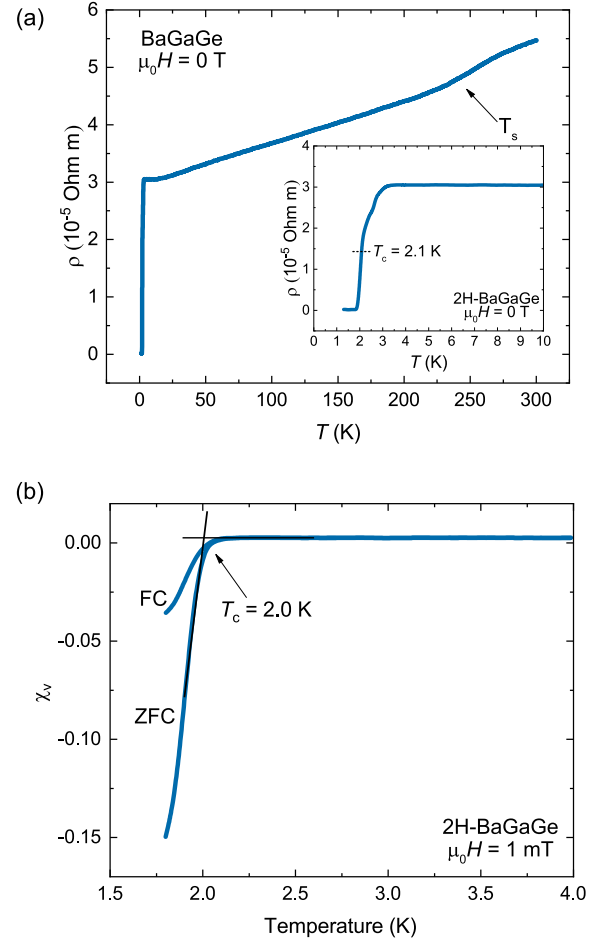 (a)
BaGaGe
μ₀H = 0 T
Tₛ
ρ (10⁻⁵ Ohm m)
6
5
4
3
2
1
0
0 50 100 150 200 250 300
T (K)
ρ (10⁻⁵ Ohm m)
4
3
2
1
0
T_c = 2.1 K
2H-BaGaGe
μ₀H = 0 T
0 1 2 3 4 5 6 7 8 9 10
T (K)
(b)
χᵥ
0.00
-0.05
-0.10
-0.15
FC
ZFC
T_c = 2.0 K
2H-BaGaGe
μ₀H = 1 mT
1.5 2.0 2.5 3.0 3.5 4.0
Temperature (K)